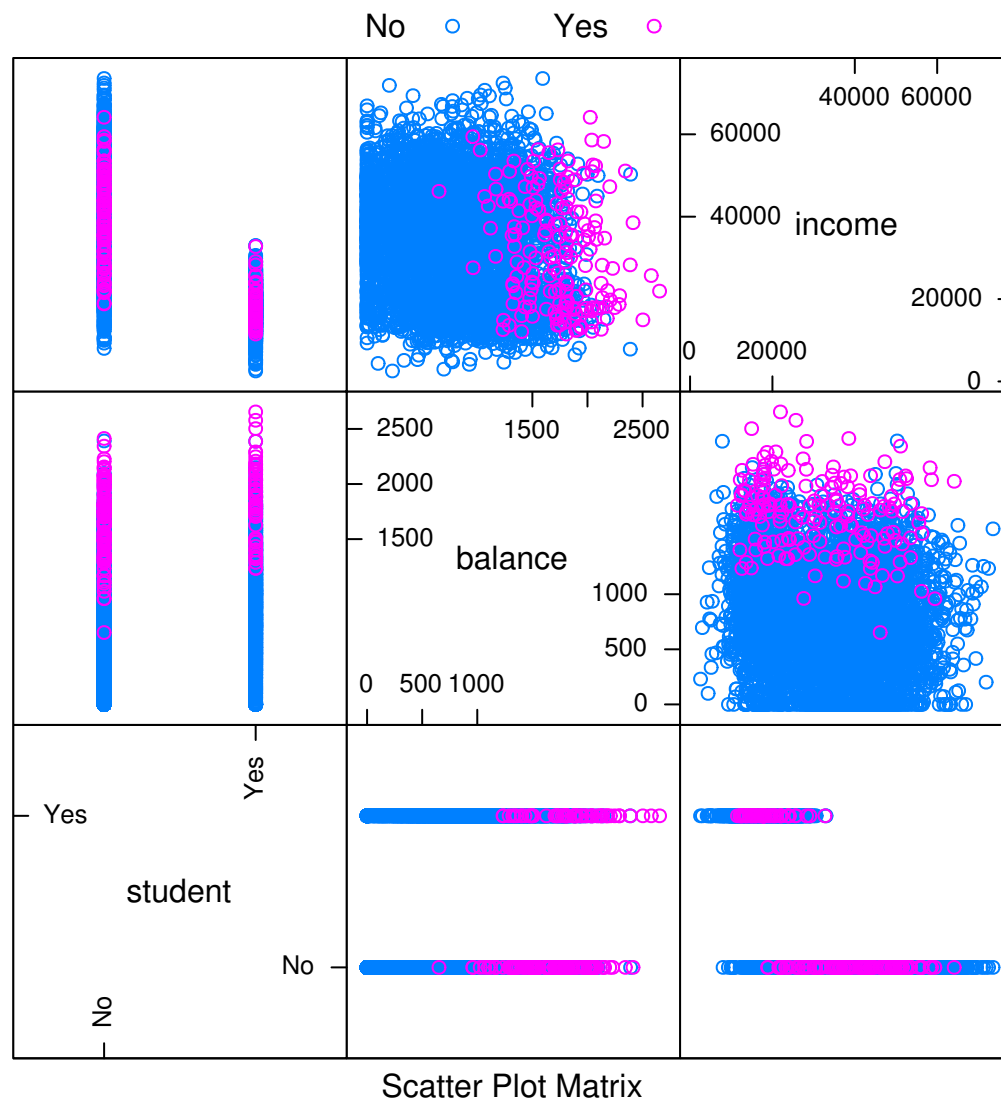 No Yes
40000 60000
60000
40000
income
20000
0 20000
0
1500 2500
2500
2000
1500
balance
1000
500
0 500 1000
0
Yes
Yes
student
No
No
Scatter Plot Matrix